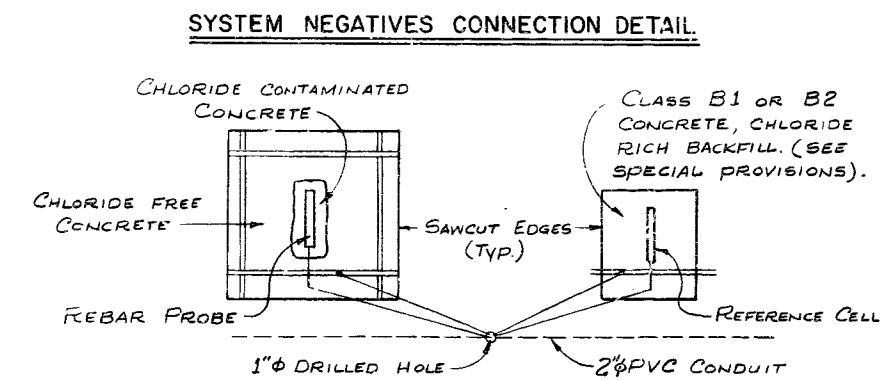 SYSTEM NEGATIVES CONNECTION DETAIL.
CHLORIDE CONTAMINATED
CONCRETE
CLASS B1 OR B2
CONCRETE, CHLORIDE
RICH BACKFILL. (SEE
SPECIAL PROVISIONS).
CHLORIDE FREE
CONCRETE
SAWCUT EDGES
(TYP.)
REBAR PROBE
REFERENCE CELL
1"φ DRILLED HOLE
2"φ PVC CONDUIT